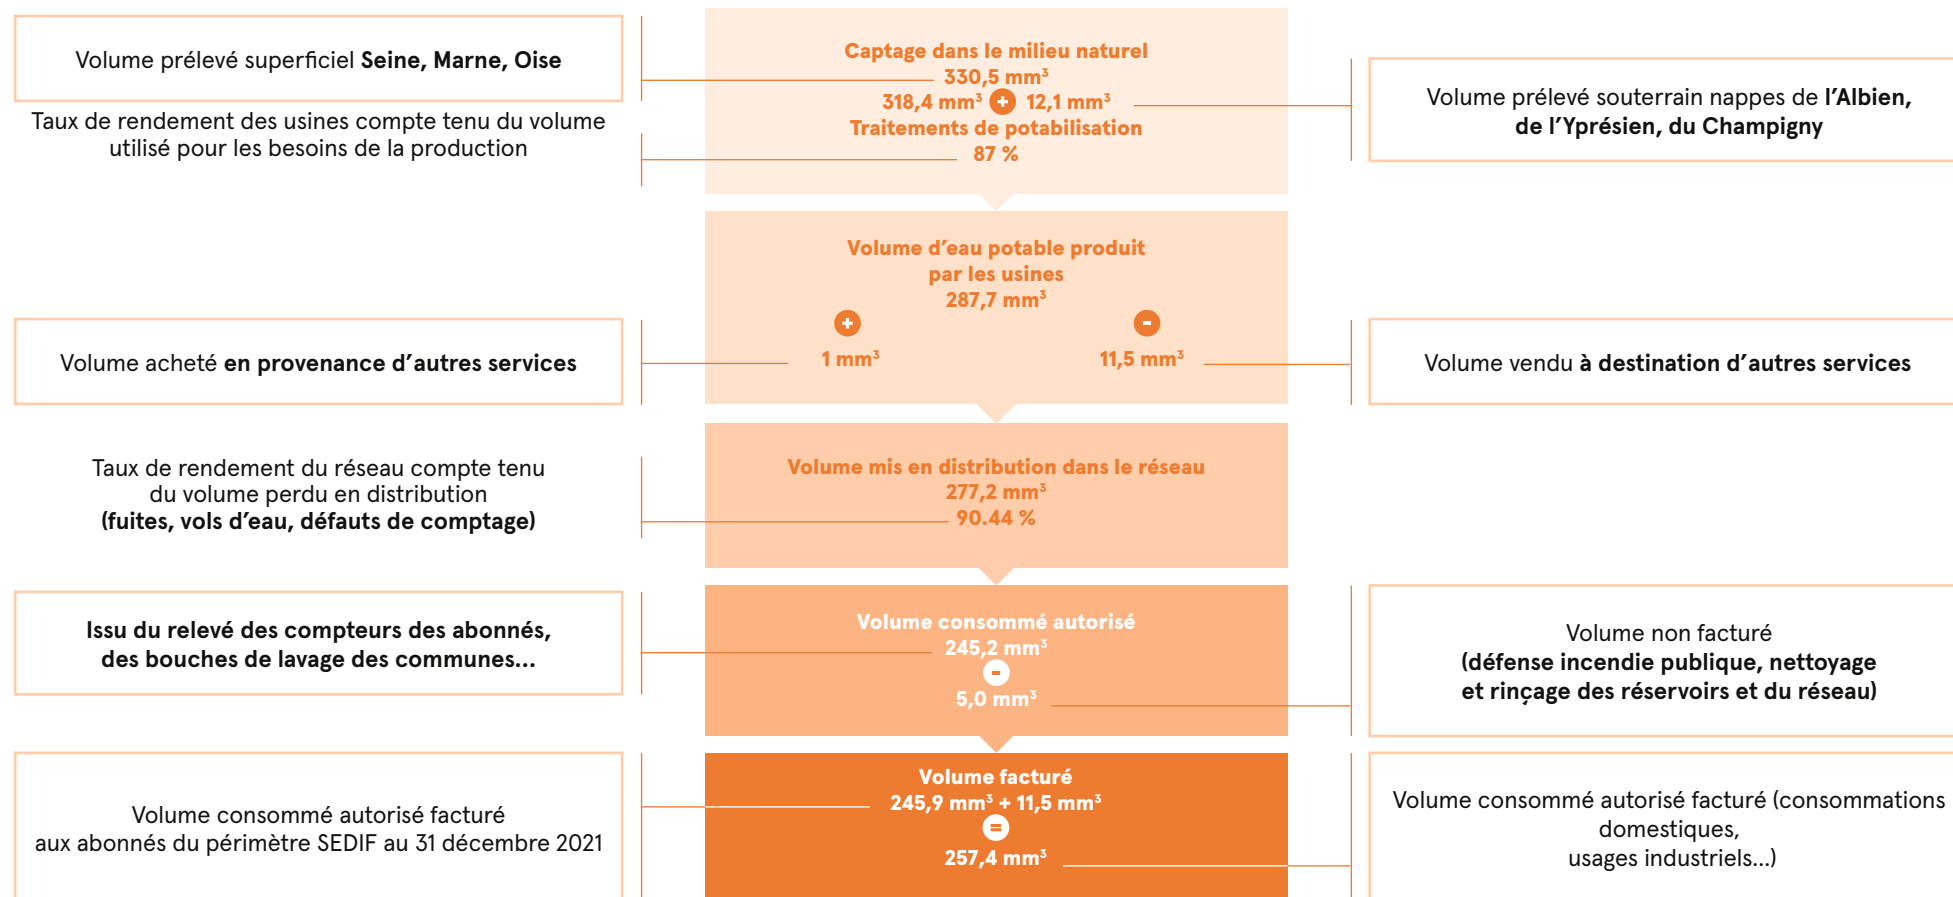 Volume prélevé superficiel Seine, Marne, Oise
Taux de rendement des usines compte tenu du volume
utilisé pour les besoins de la production
Captage dans le milieu naturel
330,5 mm³
318,4 mm³ + 12,1 mm³
Traitements de potabilisation
87 %
Volume prélevé souterrain nappes de l’Albien,
de l’Yprésien, du Champigny
Volume d’eau potable produit
par les usines
287,7 mm³
+ -
1 mm³ 11,5 mm³
Volume acheté en provenance d’autres services
Volume vendu à destination d’autres services
Taux de rendement du réseau compte tenu
du volume perdu en distribution
(fuites, vols d’eau, défauts de comptage)
Volume mis en distribution dans le réseau
277,2 mm³
90.44 %
Issu du relevé des compteurs des abonnés,
des bouches de lavage des communes...
Volume consommé autorisé
245,2 mm³
-
5,0 mm³
Volume non facturé
(défense incendie publique, nettoyage
et rinçage des réservoirs et du réseau)
Volume consommé autorisé facturé
aux abonnés du périmètre SEDIF au 31 décembre 2021
Volume facturé
245,9 mm³ + 11,5 mm³
=
257,4 mm³
Volume consommé autorisé facturé (consommations
domestiques,
usages industriels...)